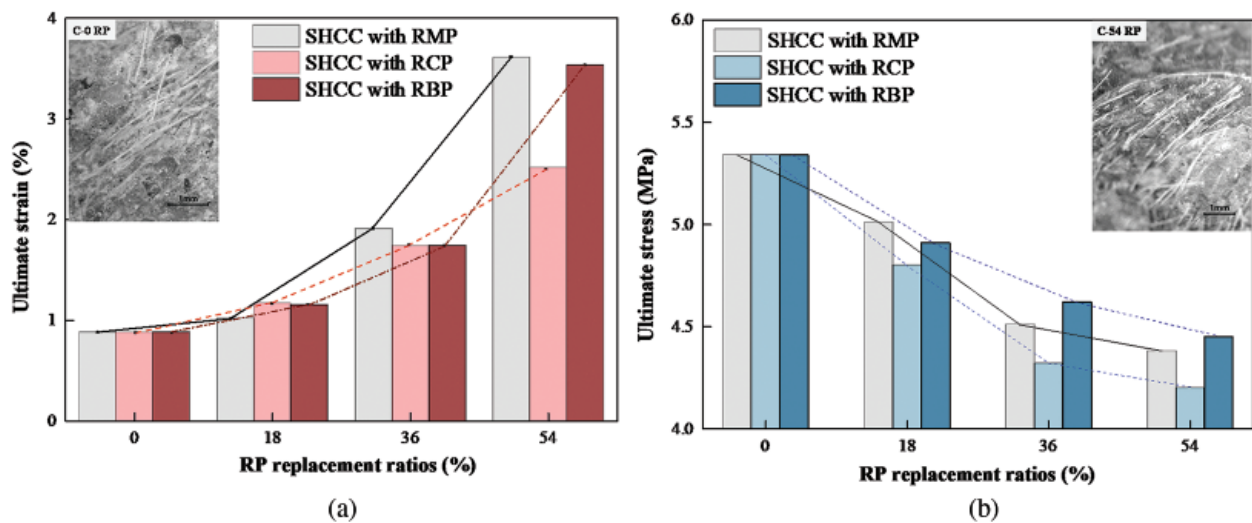 4
3
2
1
0
Ultimate strain (%)
C-0 RP
1mm
SHCC with RMP
SHCC with RCP
SHCC with RBP
0
18
36
54
RP replacement ratios (%)
(a)
6.0
5.5
5.0
4.5
4.0
Ultimate stress (MPa)
SHCC with RMP
SHCC with RCP
SHCC with RBP
C-54 RP
1mm
0
18
36
54
RP replacement ratios (%)
(b)